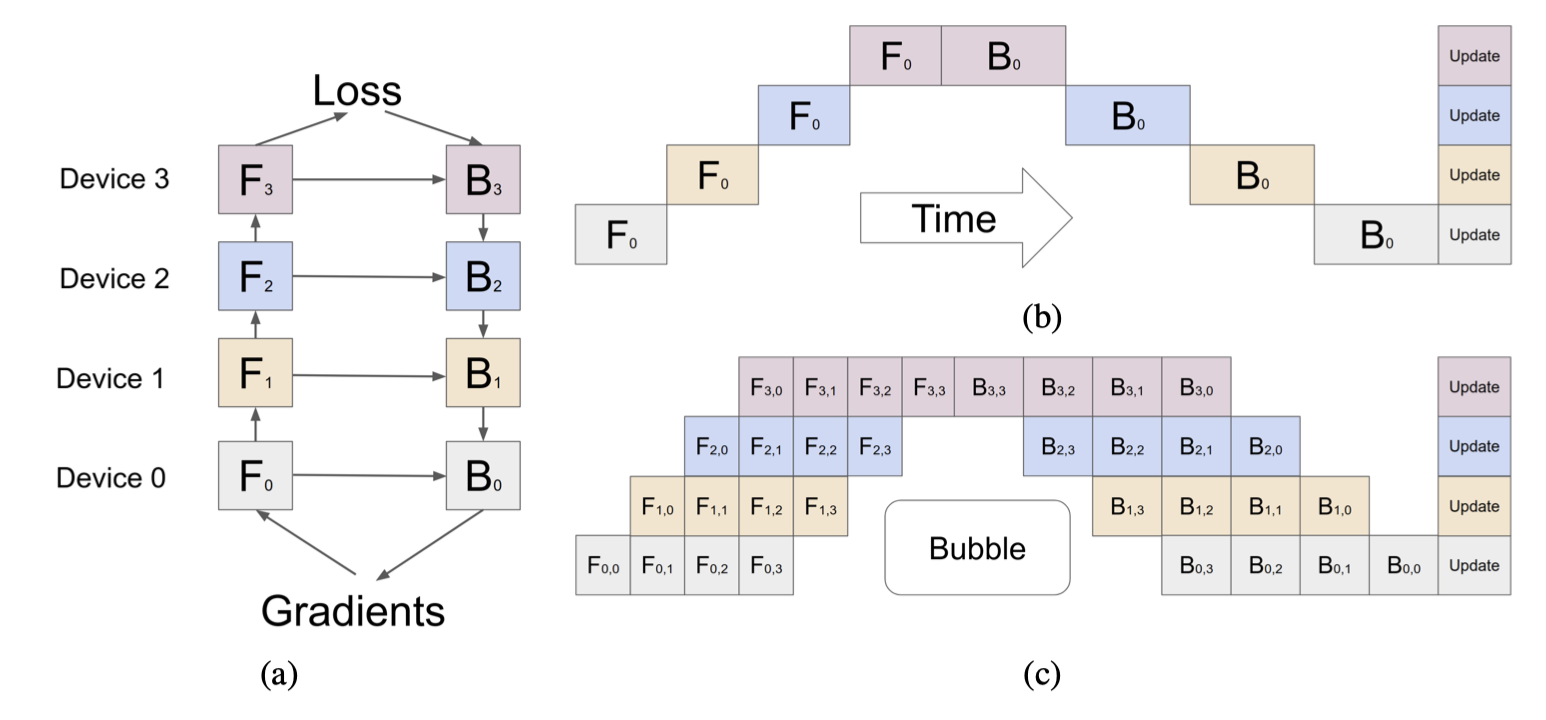 Loss
Device 3
F3
B3
Device 2
F2
B2
Device 1
F1
B1
Device 0
F0
B0
Gradients
(a)
F0 B0 Update
F0 B0 Update
F0 B0 Update
F0 B0 Update
Time
(b)
F3,0 F3,1 F3,2 F3,3 B3,3 B3,2 B3,1 B3,0 Update
F2,0 F2,1 F2,2 F2,3 B2,3 B2,2 B2,1 B2,0 Update
F1,0 F1,1 F1,2 F1,3 B1,3 B1,2 B1,1 B1,0 Update
Bubble
F0,0 F0,1 F0,2 F0,3 B0,3 B0,2 B0,1 B0,0 Update
(c)